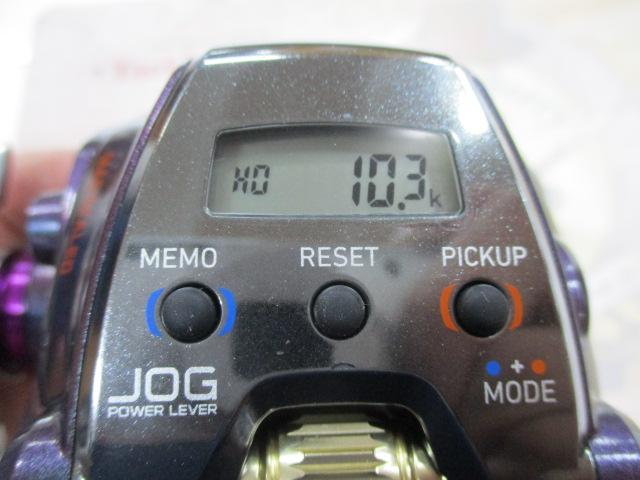 HO 10.3k
MEMO RESET PICKUP
JOG
POWER LEVER
+
MODE